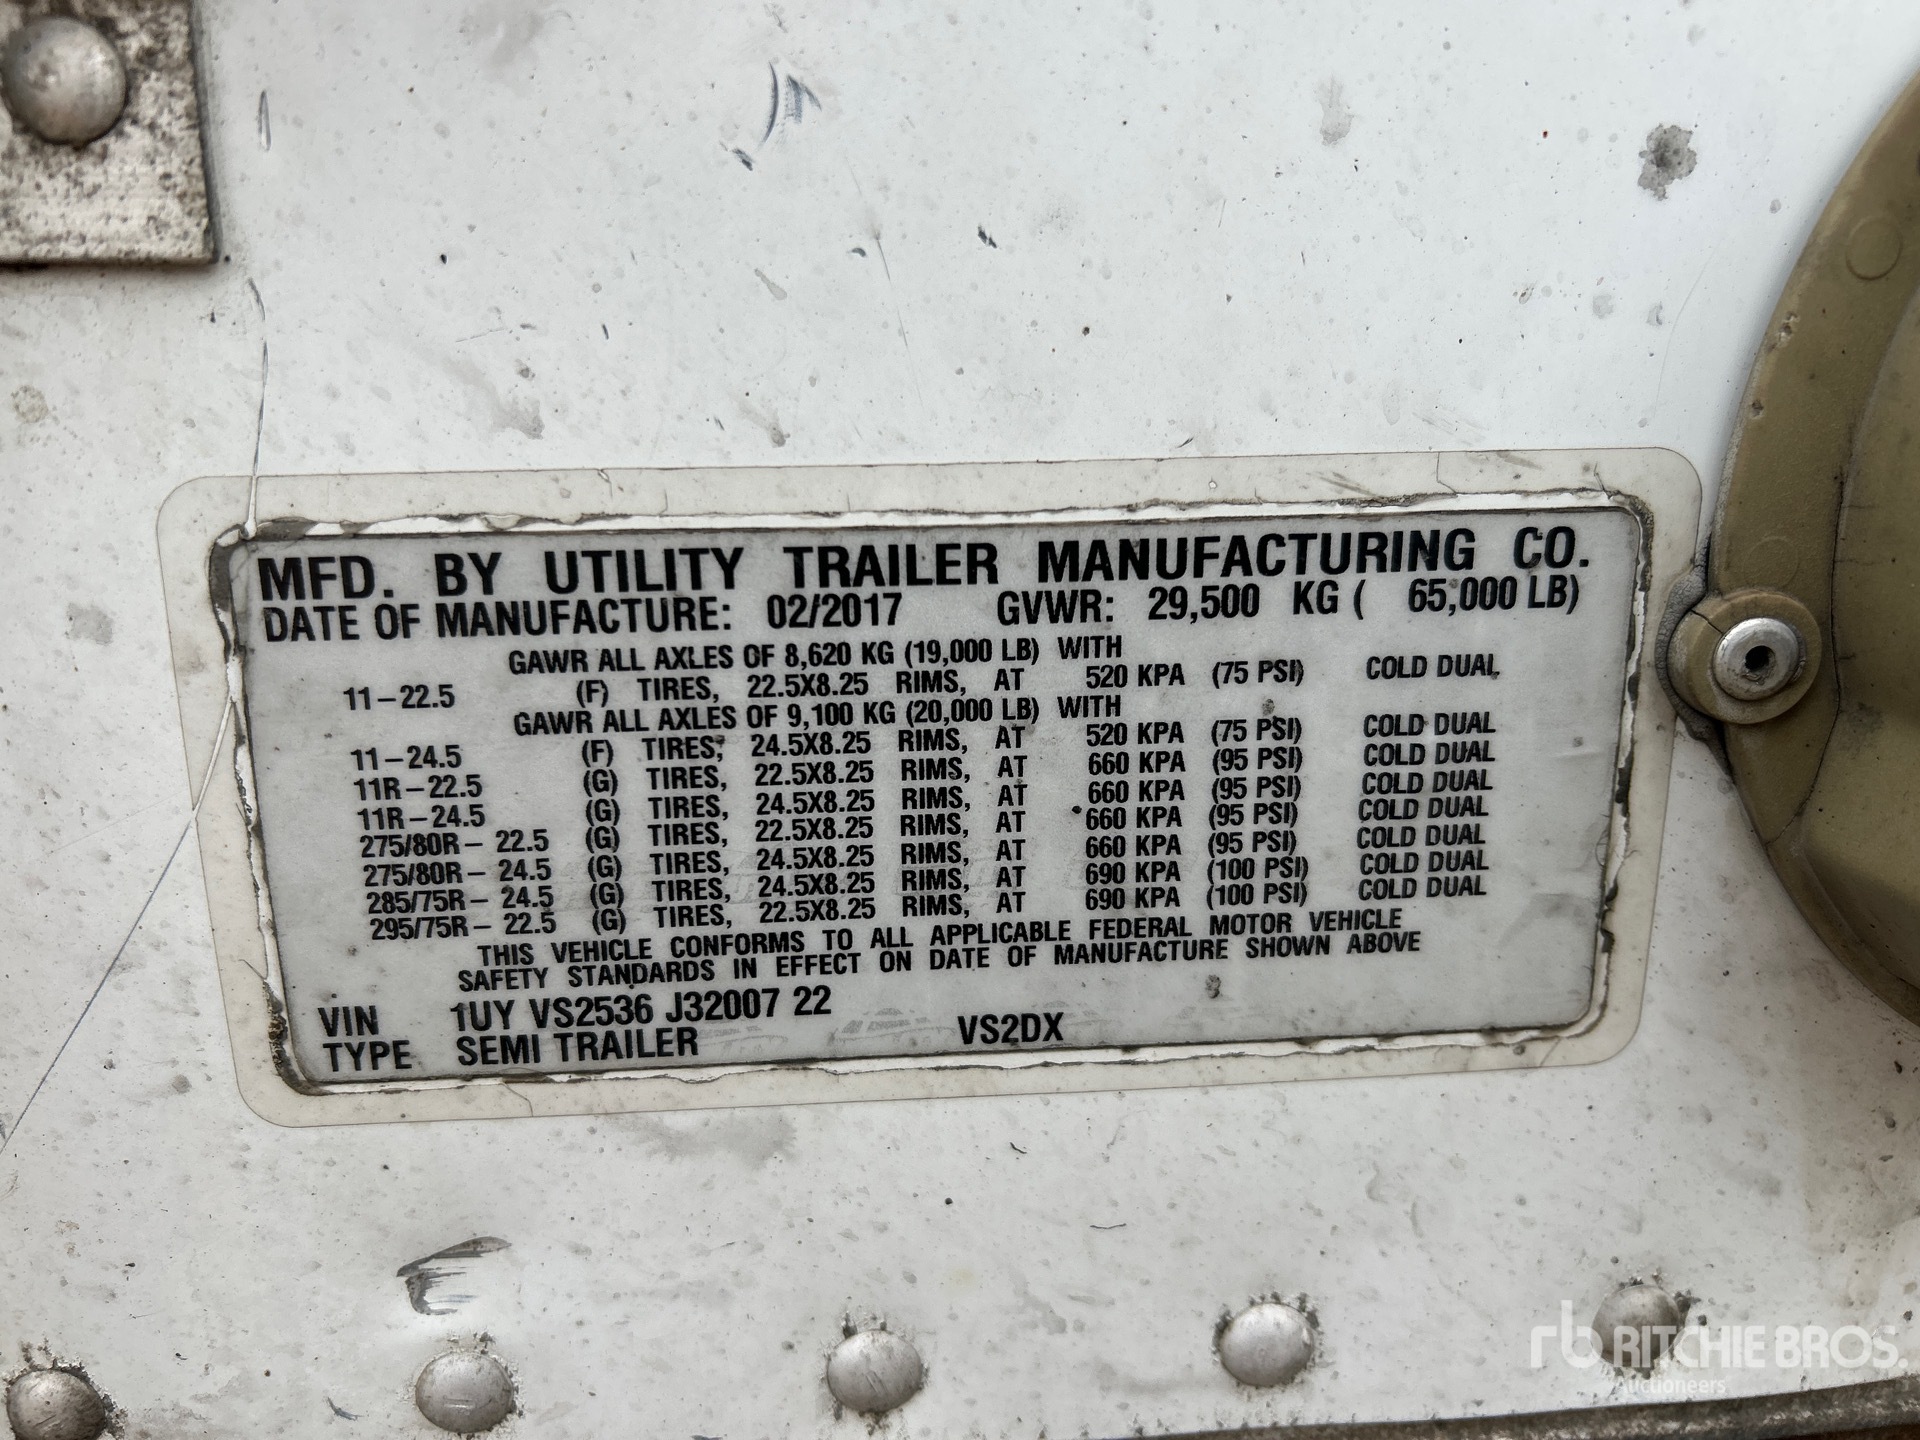 MFD. BY UTILITY TRAILER MANUFACTURING CO.
DATE OF MANUFACTURE: 02/2017 GVWR: 29,500 KG ( 65,000 LB)
GAWR ALL AXLES OF 8,620 KG (19,000 LB) WITH
11-22.5 (F) TIRES, 22.5X8.25 RIMS, AT 520 KPA (75 PSI) COLD DUAL
GAWR ALL AXLES OF 9,100 KG (20,000 LB) WITH
11-24.5 (F) TIRES, 24.5X8.25 RIMS, AT 520 KPA (75 PSI) COLD DUAL
11R-22.5 (G) TIRES, 22.5X8.25 RIMS, AT 660 KPA (95 PSI) COLD DUAL
11R-24.5 (G) TIRES, 24.5X8.25 RIMS, AT 660 KPA (95 PSI) COLD DUAL
275/80R- 22.5 (G) TIRES, 22.5X8.25 RIMS, AT 660 KPA (95 PSI) COLD DUAL
275/80R- 24.5 (G) TIRES, 24.5X8.25 RIMS, AT 660 KPA (95 PSI) COLD DUAL
285/75R- 24.5 (G) TIRES, 24.5X8.25 RIMS, AT 690 KPA (100 PSI) COLD DUAL
295/75R- 22.5 (G) TIRES, 22.5X8.25 RIMS, AT 690 KPA (100 PSI) COLD DUAL
THIS VEHICLE CONFORMS TO ALL APPLICABLE FEDERAL MOTOR VEHICLE
SAFETY STANDARDS IN EFFECT ON DATE OF MANUFACTURE SHOWN ABOVE
VIN 1UY VS2536 J32007 22
TYPE SEMI TRAILER VS2DX
rb RITCHIE BROS.
Auctioneers